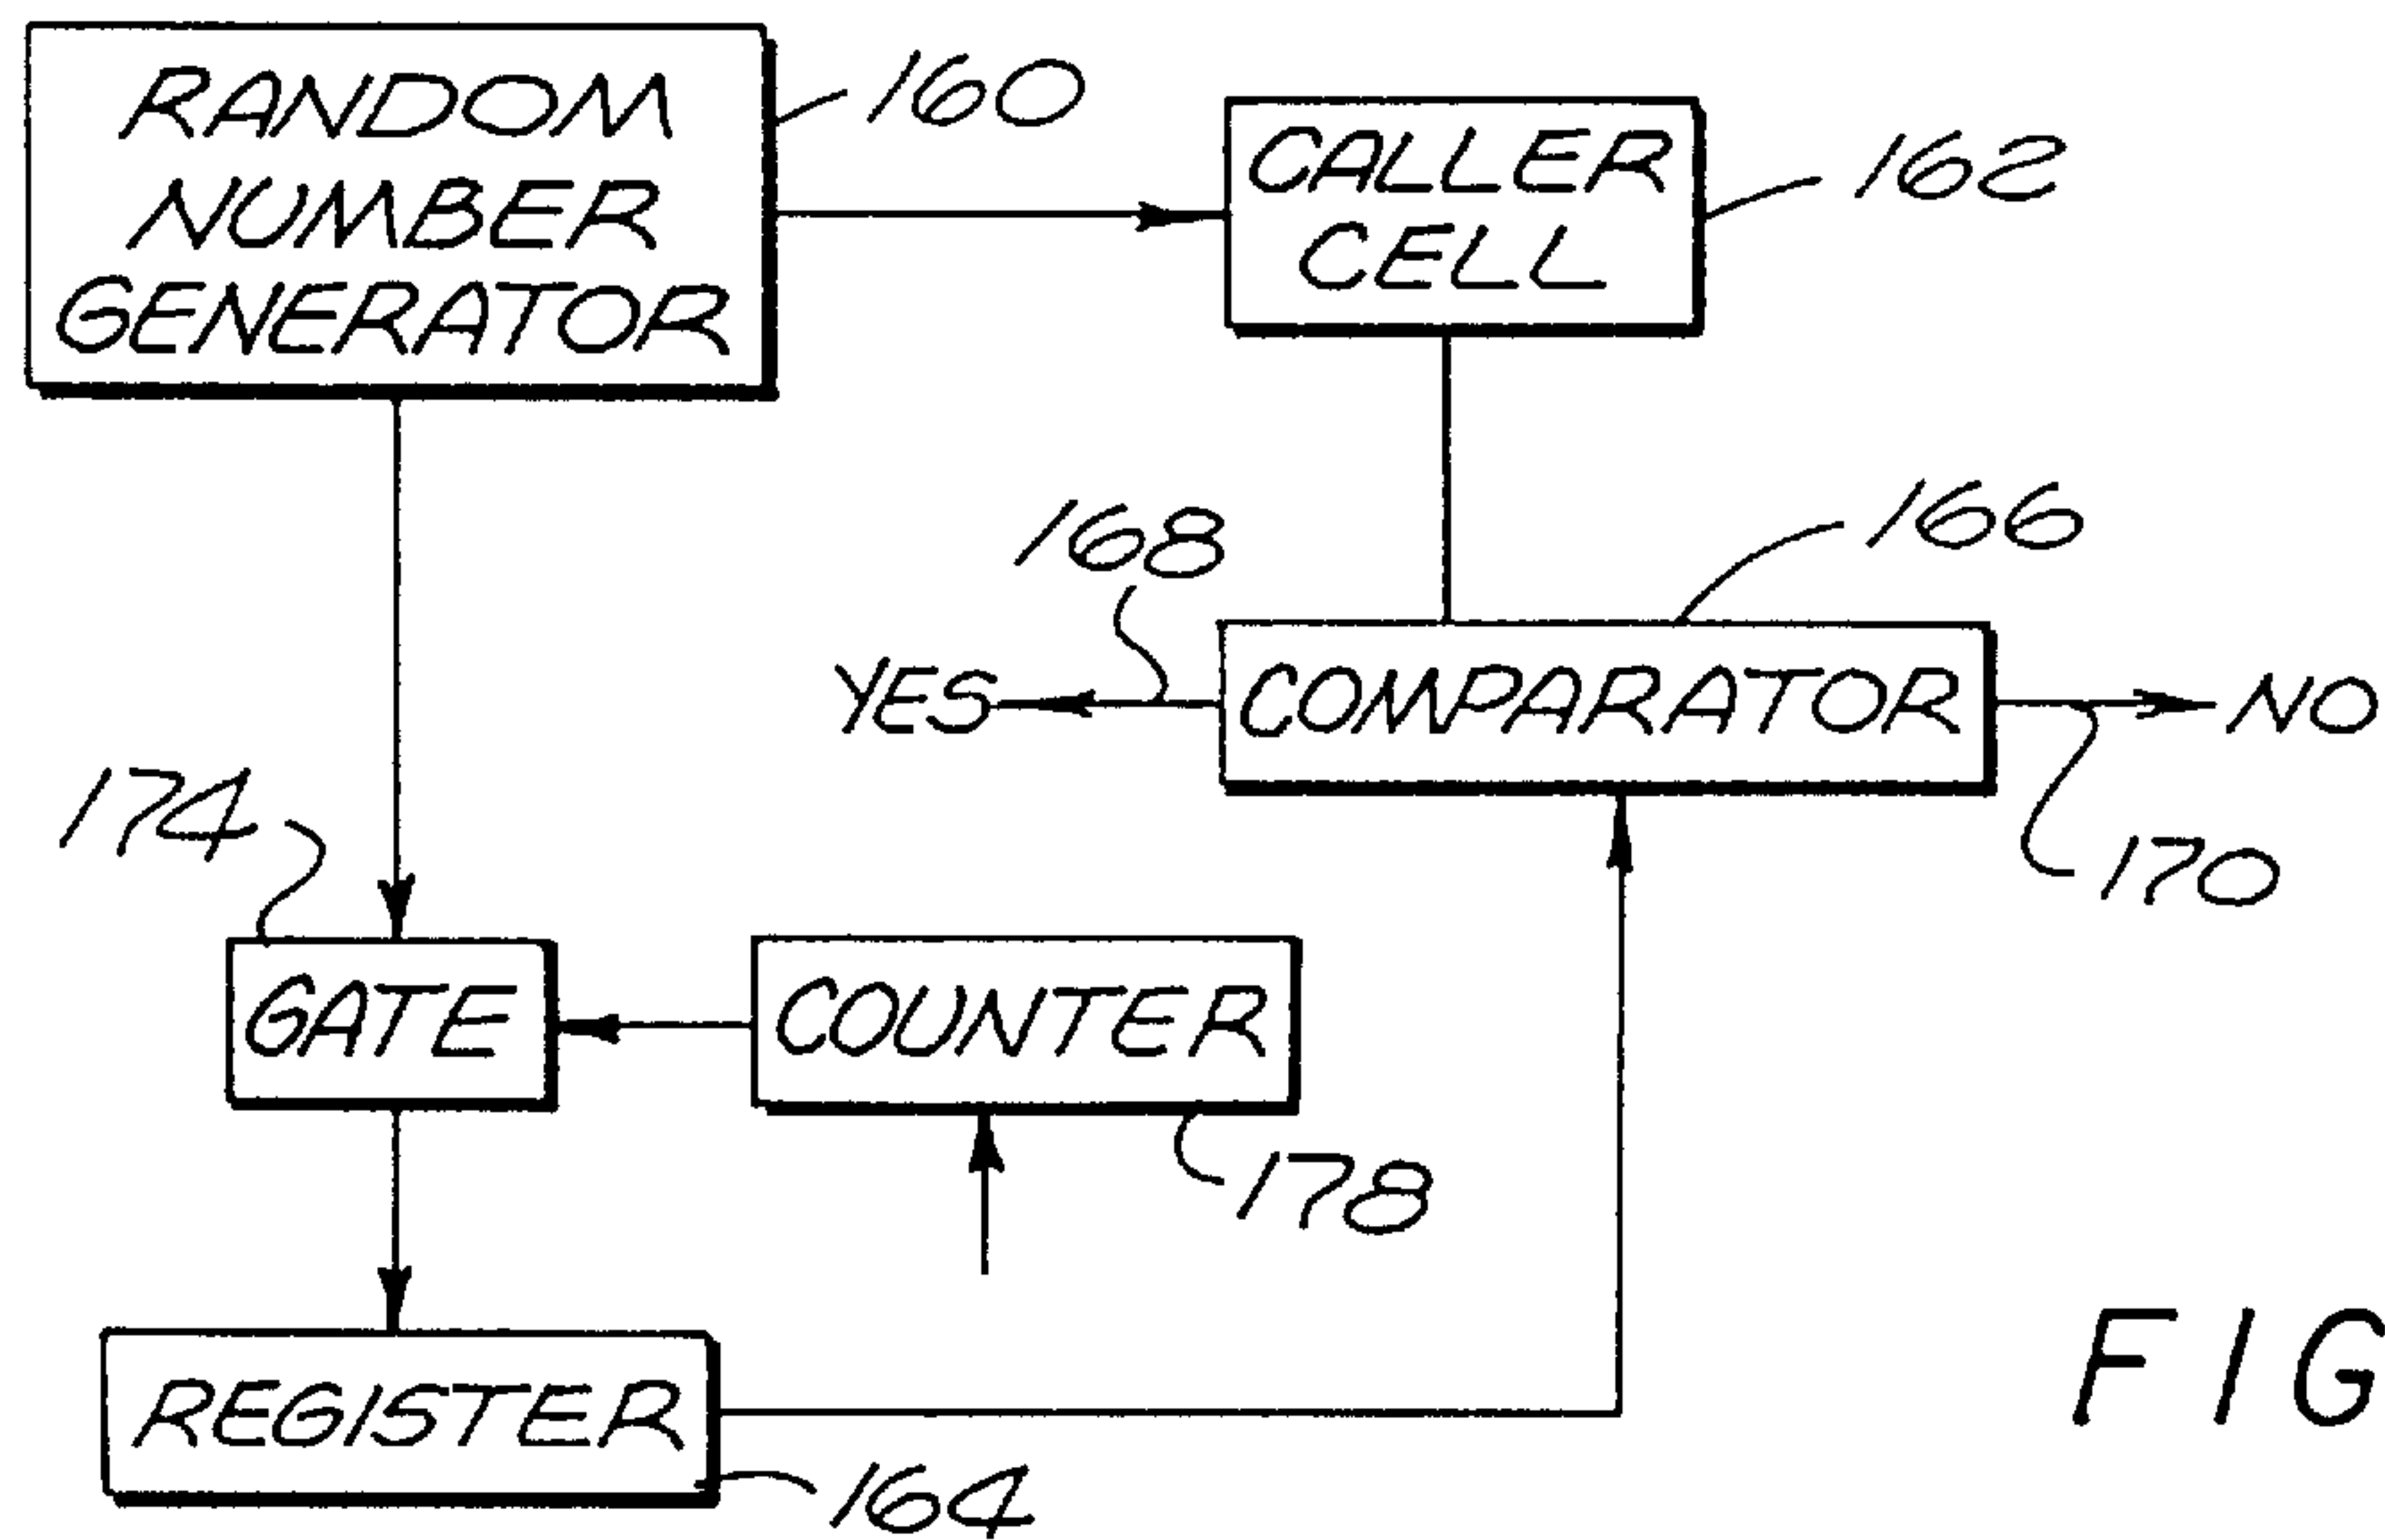 RANDOM
NUMBER
GENERATOR
160
CALLER
CELL
162
168
166
YES
COMPARATOR
NO
174
170
GATE
COUNTER
178
REGISTER
164
FIG